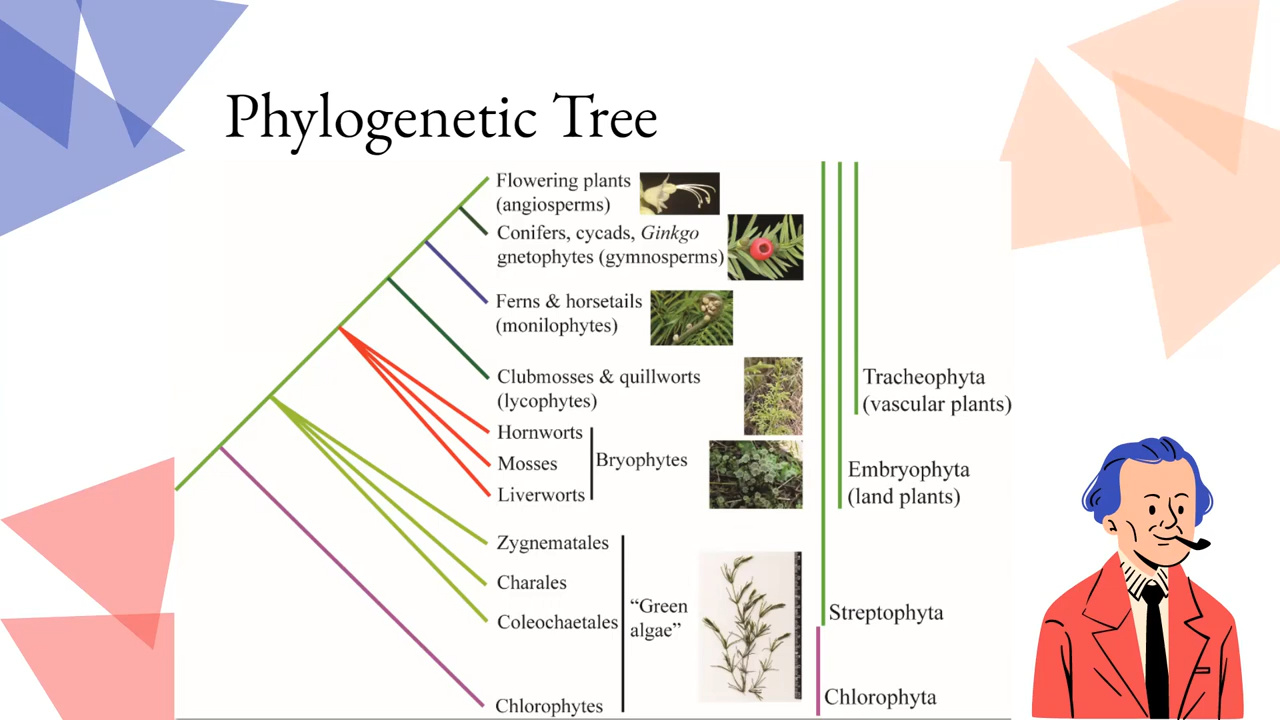 Phylogenetic Tree
Flowering plants
(angiosperms)
Conifers, cycads, Ginkgo
gnetophytes (gymnosperms)
Ferns & horsetails
(monilophytes)
Clubmosses & quillworts
(lycophytes)
Hornworts
Mosses
Liverworts
Bryophytes
Zygnematales
Charales
Coleochaetales
Chlorophytes
“Green
algae”
Tracheophyta
(vascular plants)
Embryophyta
(land plants)
Streptophyta
Chlorophyta